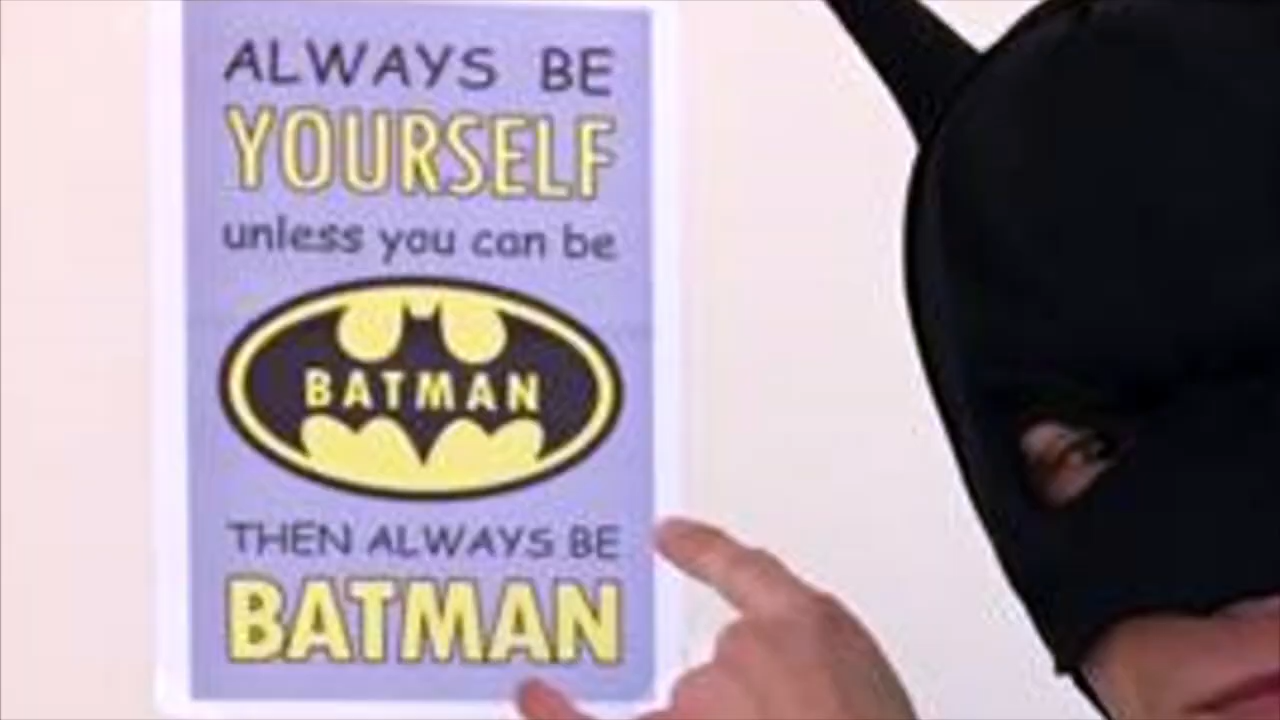 ALWAYS BE
YOURSELF
unless you can be
BATMAN
THEN ALWAYS BE
BATMAN